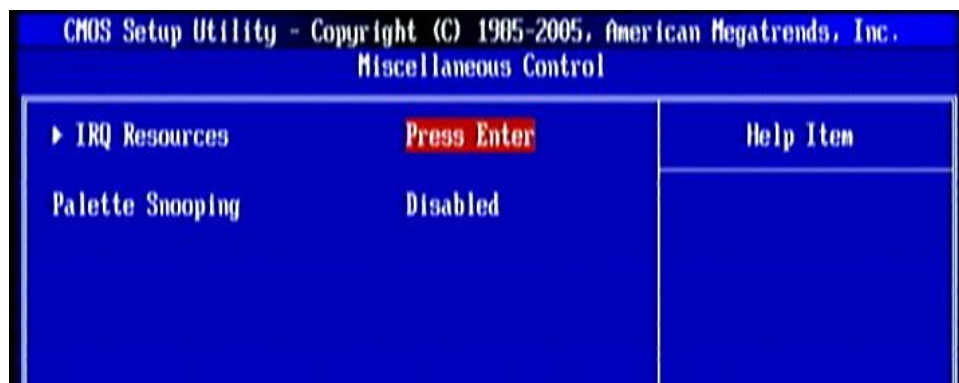 CMOS Setup Utility - Copyright (C) 1985-2005, American Megatrends, Inc.
Miscellaneous Control
▶ IRQ Resources Press Enter Help Item
Palette Snooping Disabled